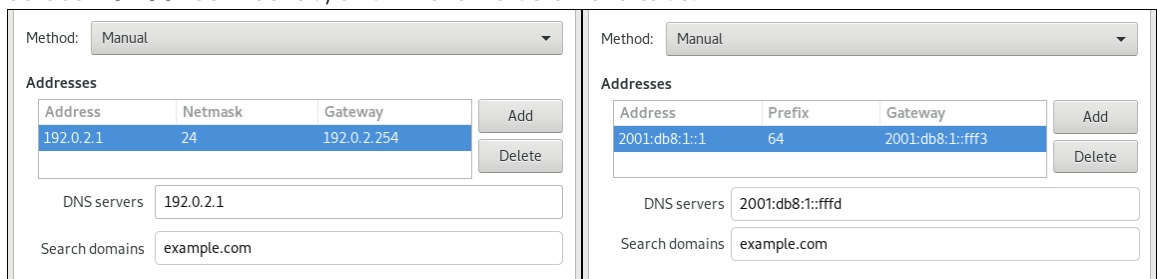 Method: Manual
Addresses
Address Netmask Gateway
192.0.2.1 24 192.0.2.254
Add
Delete
DNS servers 192.0.2.1
Search domains example.com
Method: Manual
Addresses
Address Prefix Gateway
2001:db8:1::1 64 2001:db8:1::fff3
Add
Delete
DNS servers 2001:db8:1::fffd
Search domains example.com